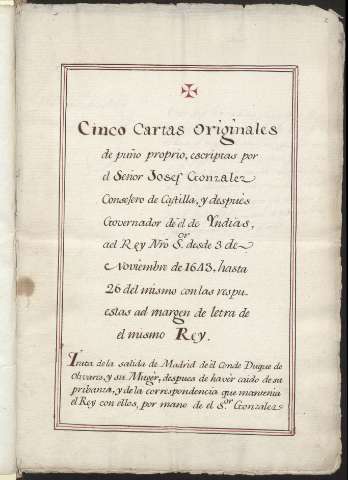 Cinco Cartas Originales
de puño proprio, escriptas por
el Señor Josef Gonzalez
Consejero de Castilla, y despues
Governador de el de Yndias,
al Rey Nro Sor. desde 3 de
Noviembre de 1643. hasta
26 del mismo con las respu-
estas al margen de letra de
el mismo Rey.
Trata de la salida de Madrid de el Conde Duque de
olivares, y su Muger, despues de haver caido de su
privanza, y de la correspondencia que mantenia
el Rey con ellos, por mano de el Sor. Gonzalez